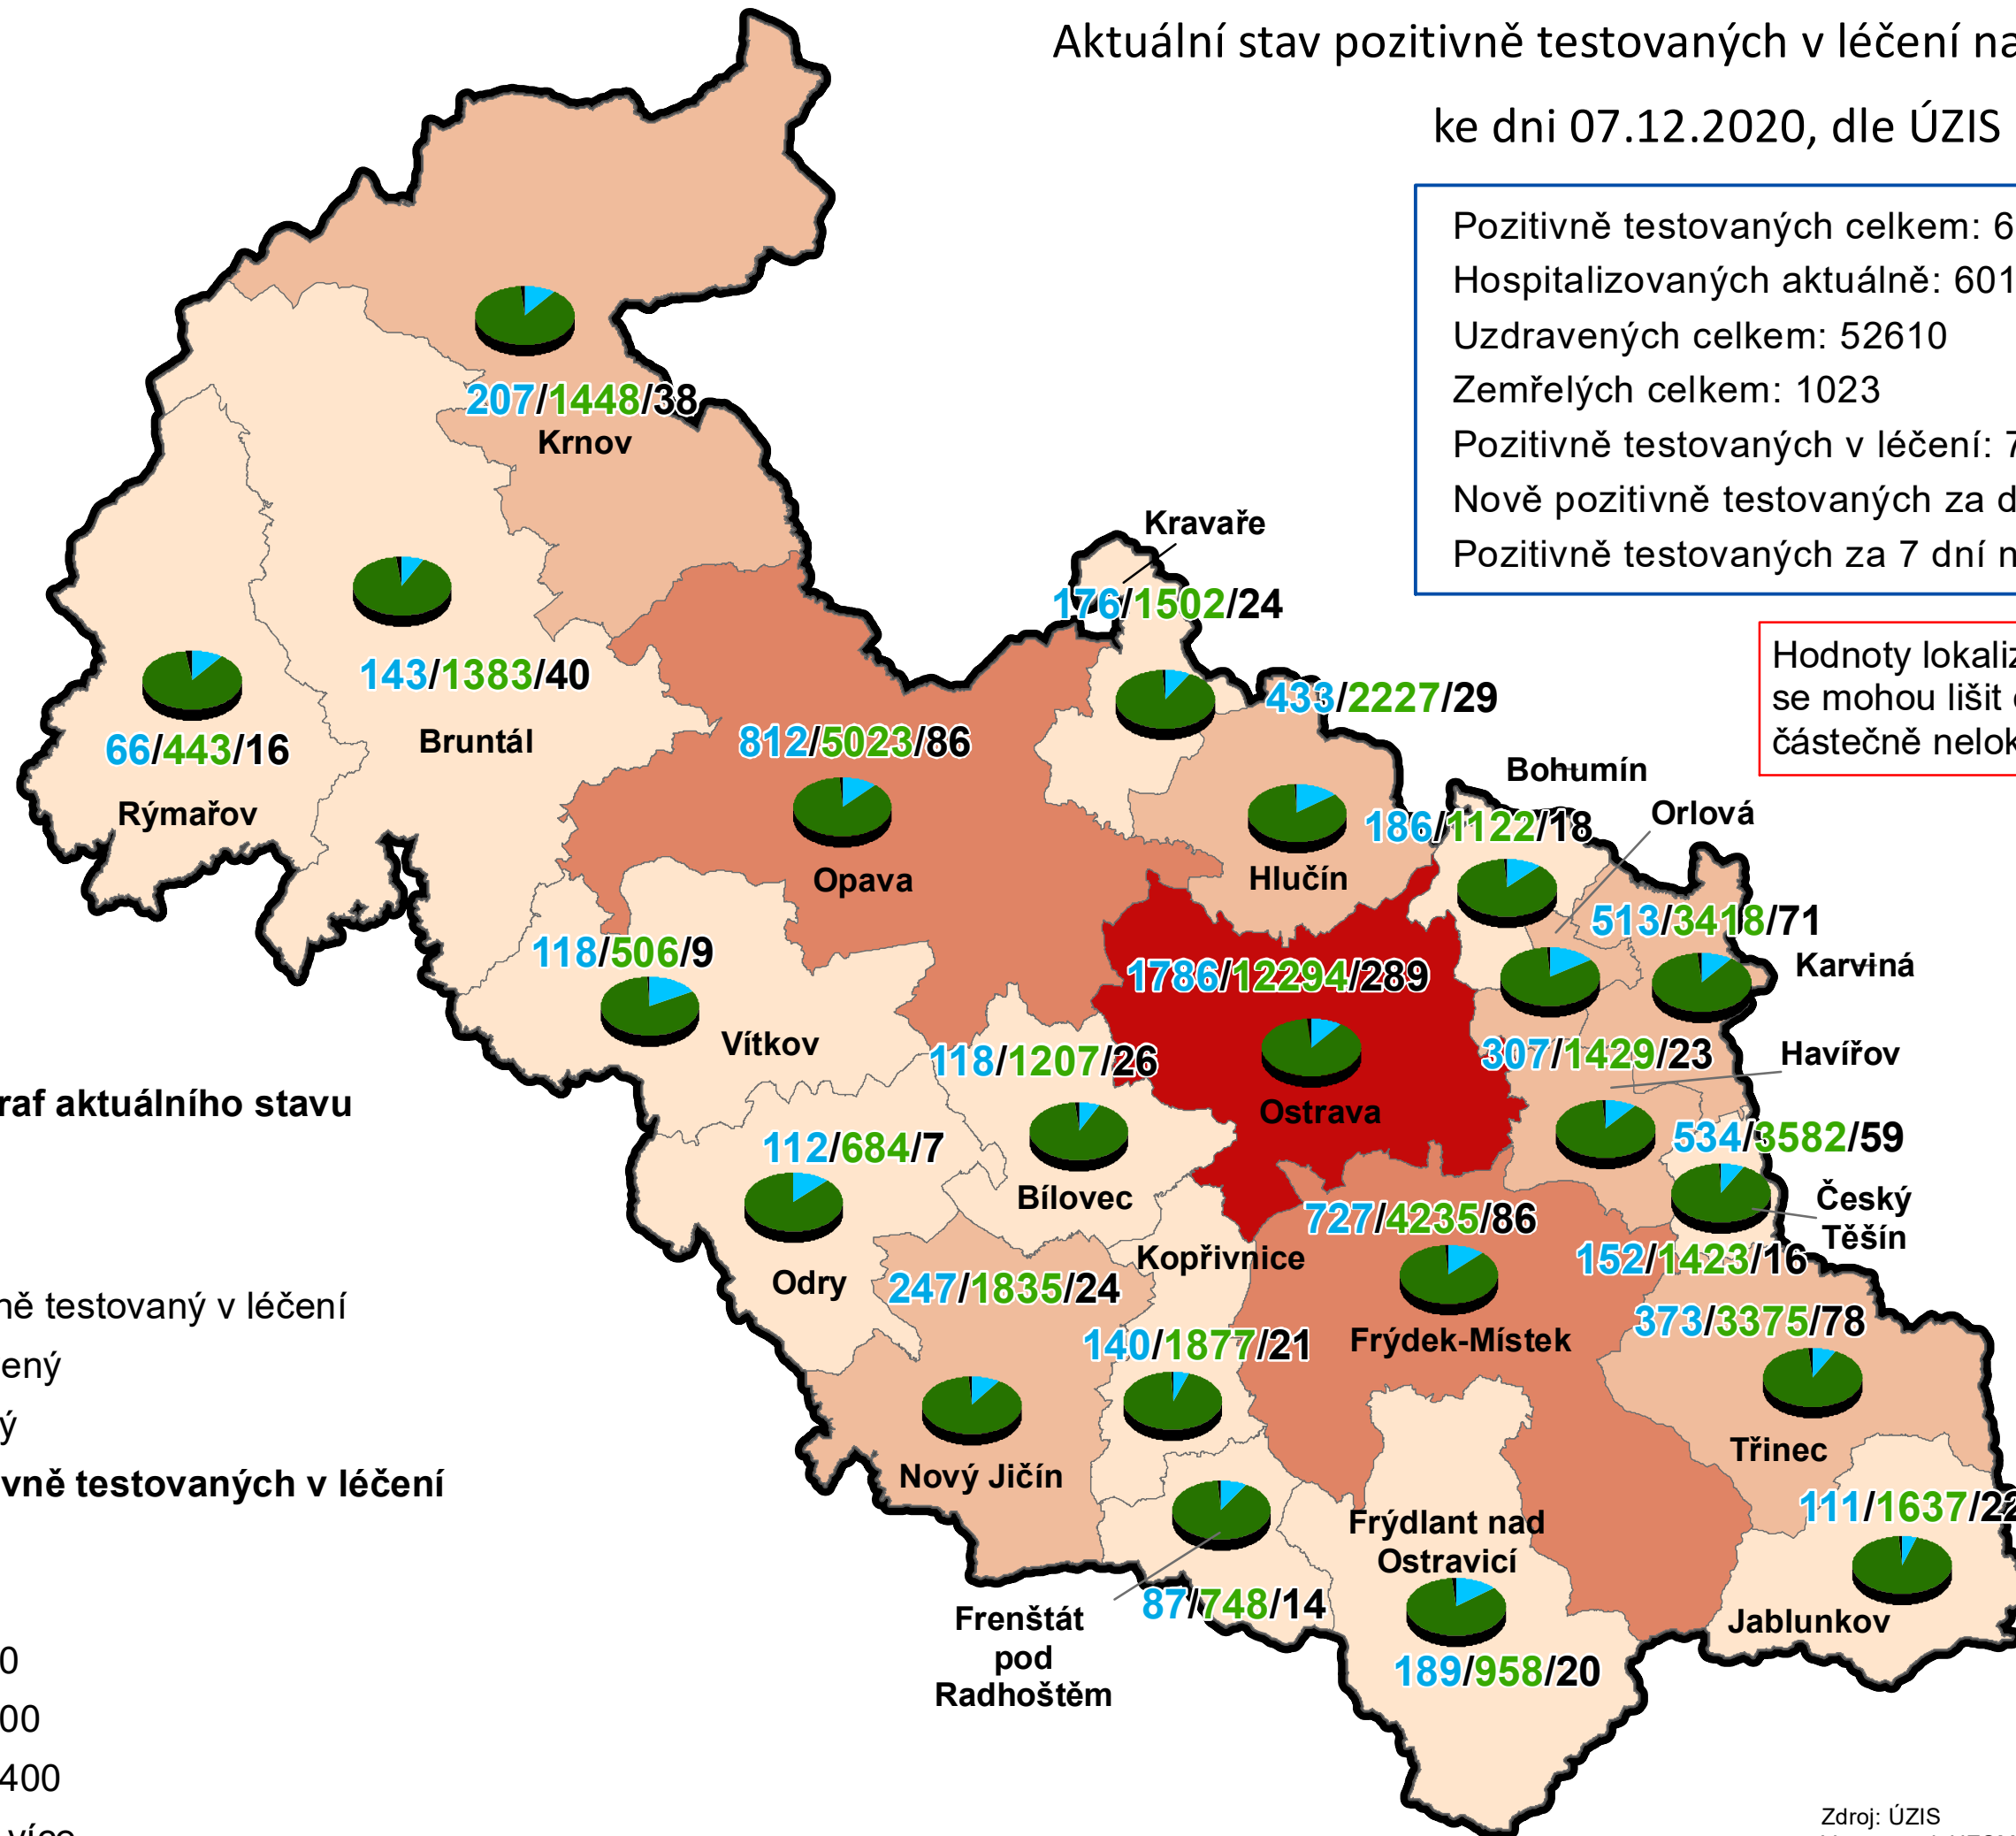 Aktuální stav pozitivně testovaných v léčení na
ke dni 07.12.2020, dle ÚZIS
Pozitivně testovaných celkem: 6
Hospitalizovaných aktuálně: 601
Uzdravených celkem: 52610
Zemřelých celkem: 1023
Pozitivně testovaných v léčení: 7
Nově pozitivně testovaných za d
Pozitivně testovaných za 7 dní n
Hodnoty lokaliz
se mohou lišit
částečně nelok
207/1448/38
Krnov
Kravaře
176/1502/24
143/1383/40
Bruntál
66/443/16
Rýmařov
433/2227/29
Hlučín
812/5023/86
Opava
Bohumín
186/1122/18
Orlová
513/3418/71
Karviná
118/506/9
Vítkov
1786/12294/289
Ostrava
307/1429/23
Havířov
118/1207/26
Bílovec
534/3582/59
Český
Těšín
112/684/7
Odry
727/4235/86
Frýdek-Místek
Kopřivnice
152/1423/16
247/1835/24
Nový Jičín
140/1877/21
373/3375/78
Třinec
111/1637/22
Jablunkov
Frýdlant nad
Ostravicí
189/958/20
87/748/14
Frenštát
pod
Radhoštěm
raf aktuálního stavu
ně testovaný v léčení
ený
ý
vně testovaných v léčení
0
00
400
více
Zdroj: ÚZIS